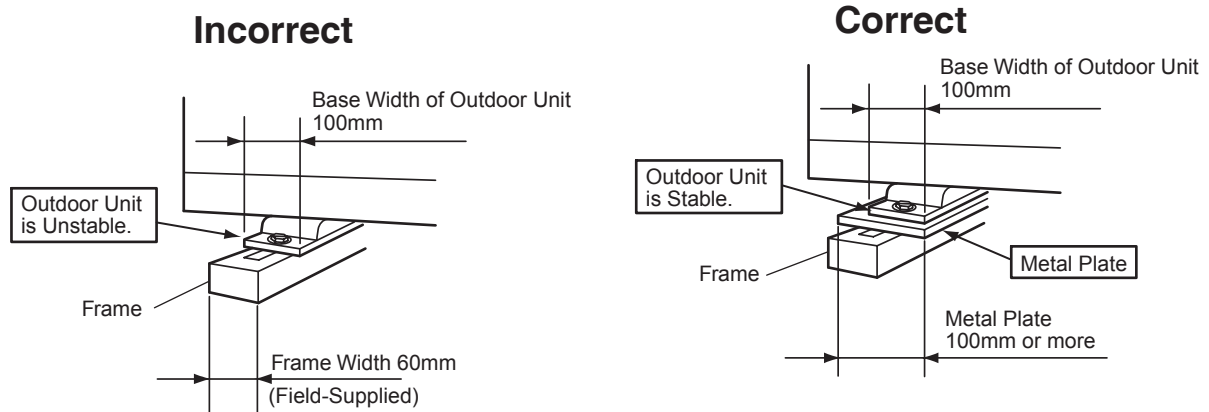 Incorrect
Base Width of Outdoor Unit
100mm
Outdoor Unit
is Unstable.
Frame
Frame Width 60mm
(Field-Supplied)
Correct
Base Width of Outdoor Unit
100mm
Outdoor Unit
is Stable.
Frame
Metal Plate
Metal Plate
100mm or more